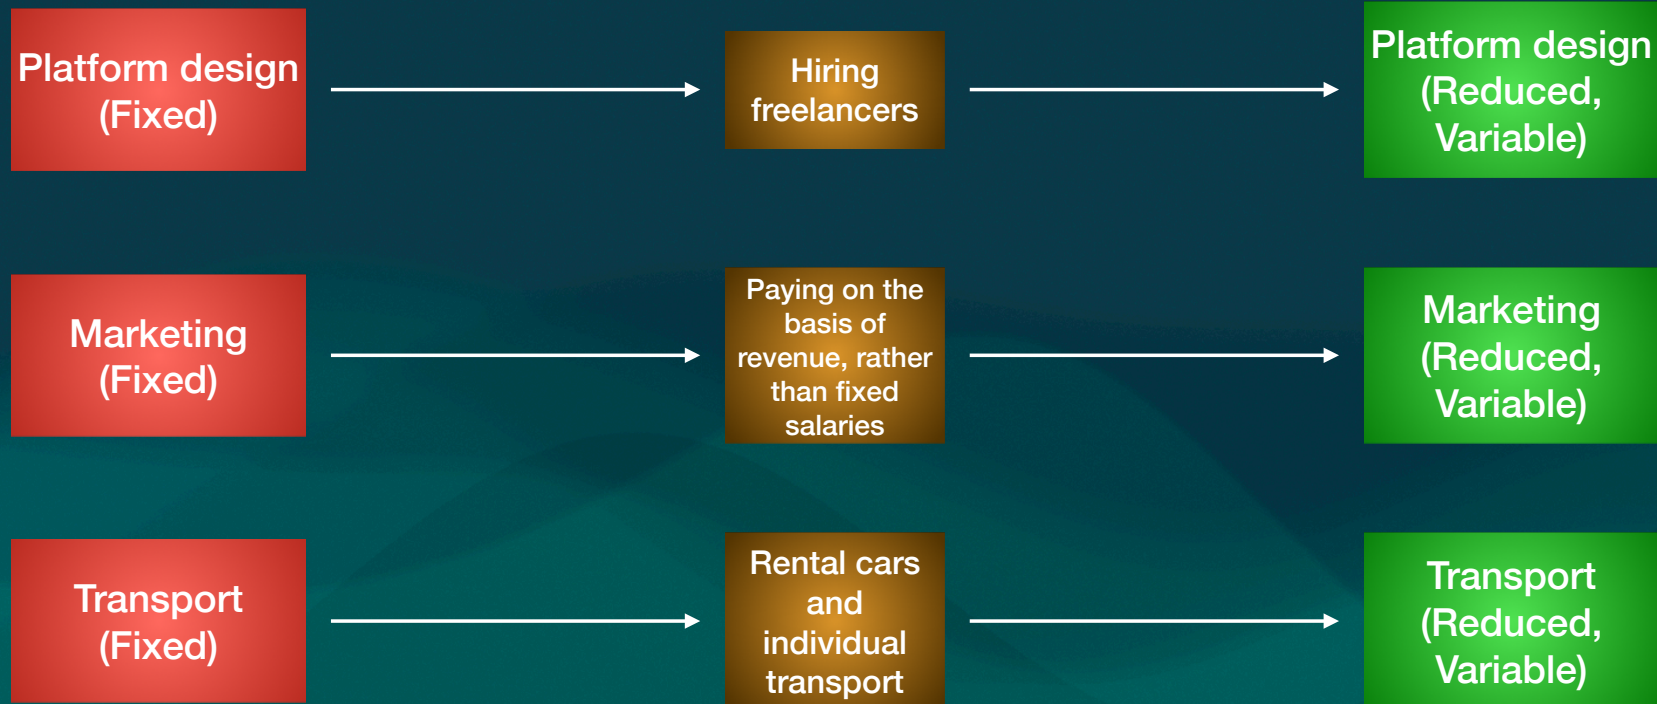 Platform design
(Fixed)
Hiring
freelancers
Platform design
(Reduced,
Variable)
Marketing
(Fixed)
Paying on the
basis of
revenue, rather
than fixed
salaries
Marketing
(Reduced,
Variable)
Transport
(Fixed)
Rental cars
and
individual
transport
Transport
(Reduced,
Variable)